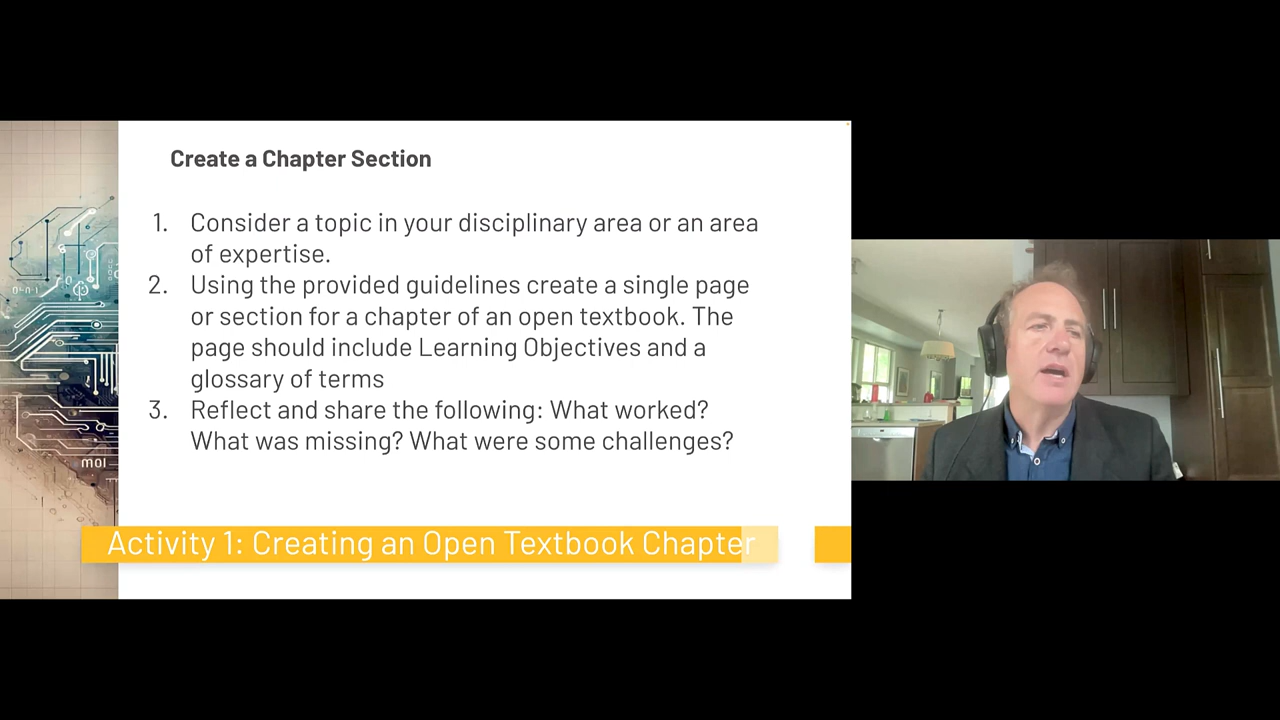 Create a Chapter Section
1. Consider a topic in your disciplinary area or an area
of expertise.
2. Using the provided guidelines create a single page
or section for a chapter of an open textbook. The
page should include Learning Objectives and a
glossary of terms
3. Reflect and share the following: What worked?
What was missing? What were some challenges?
Activity 1: Creating an Open Textbook Chapter